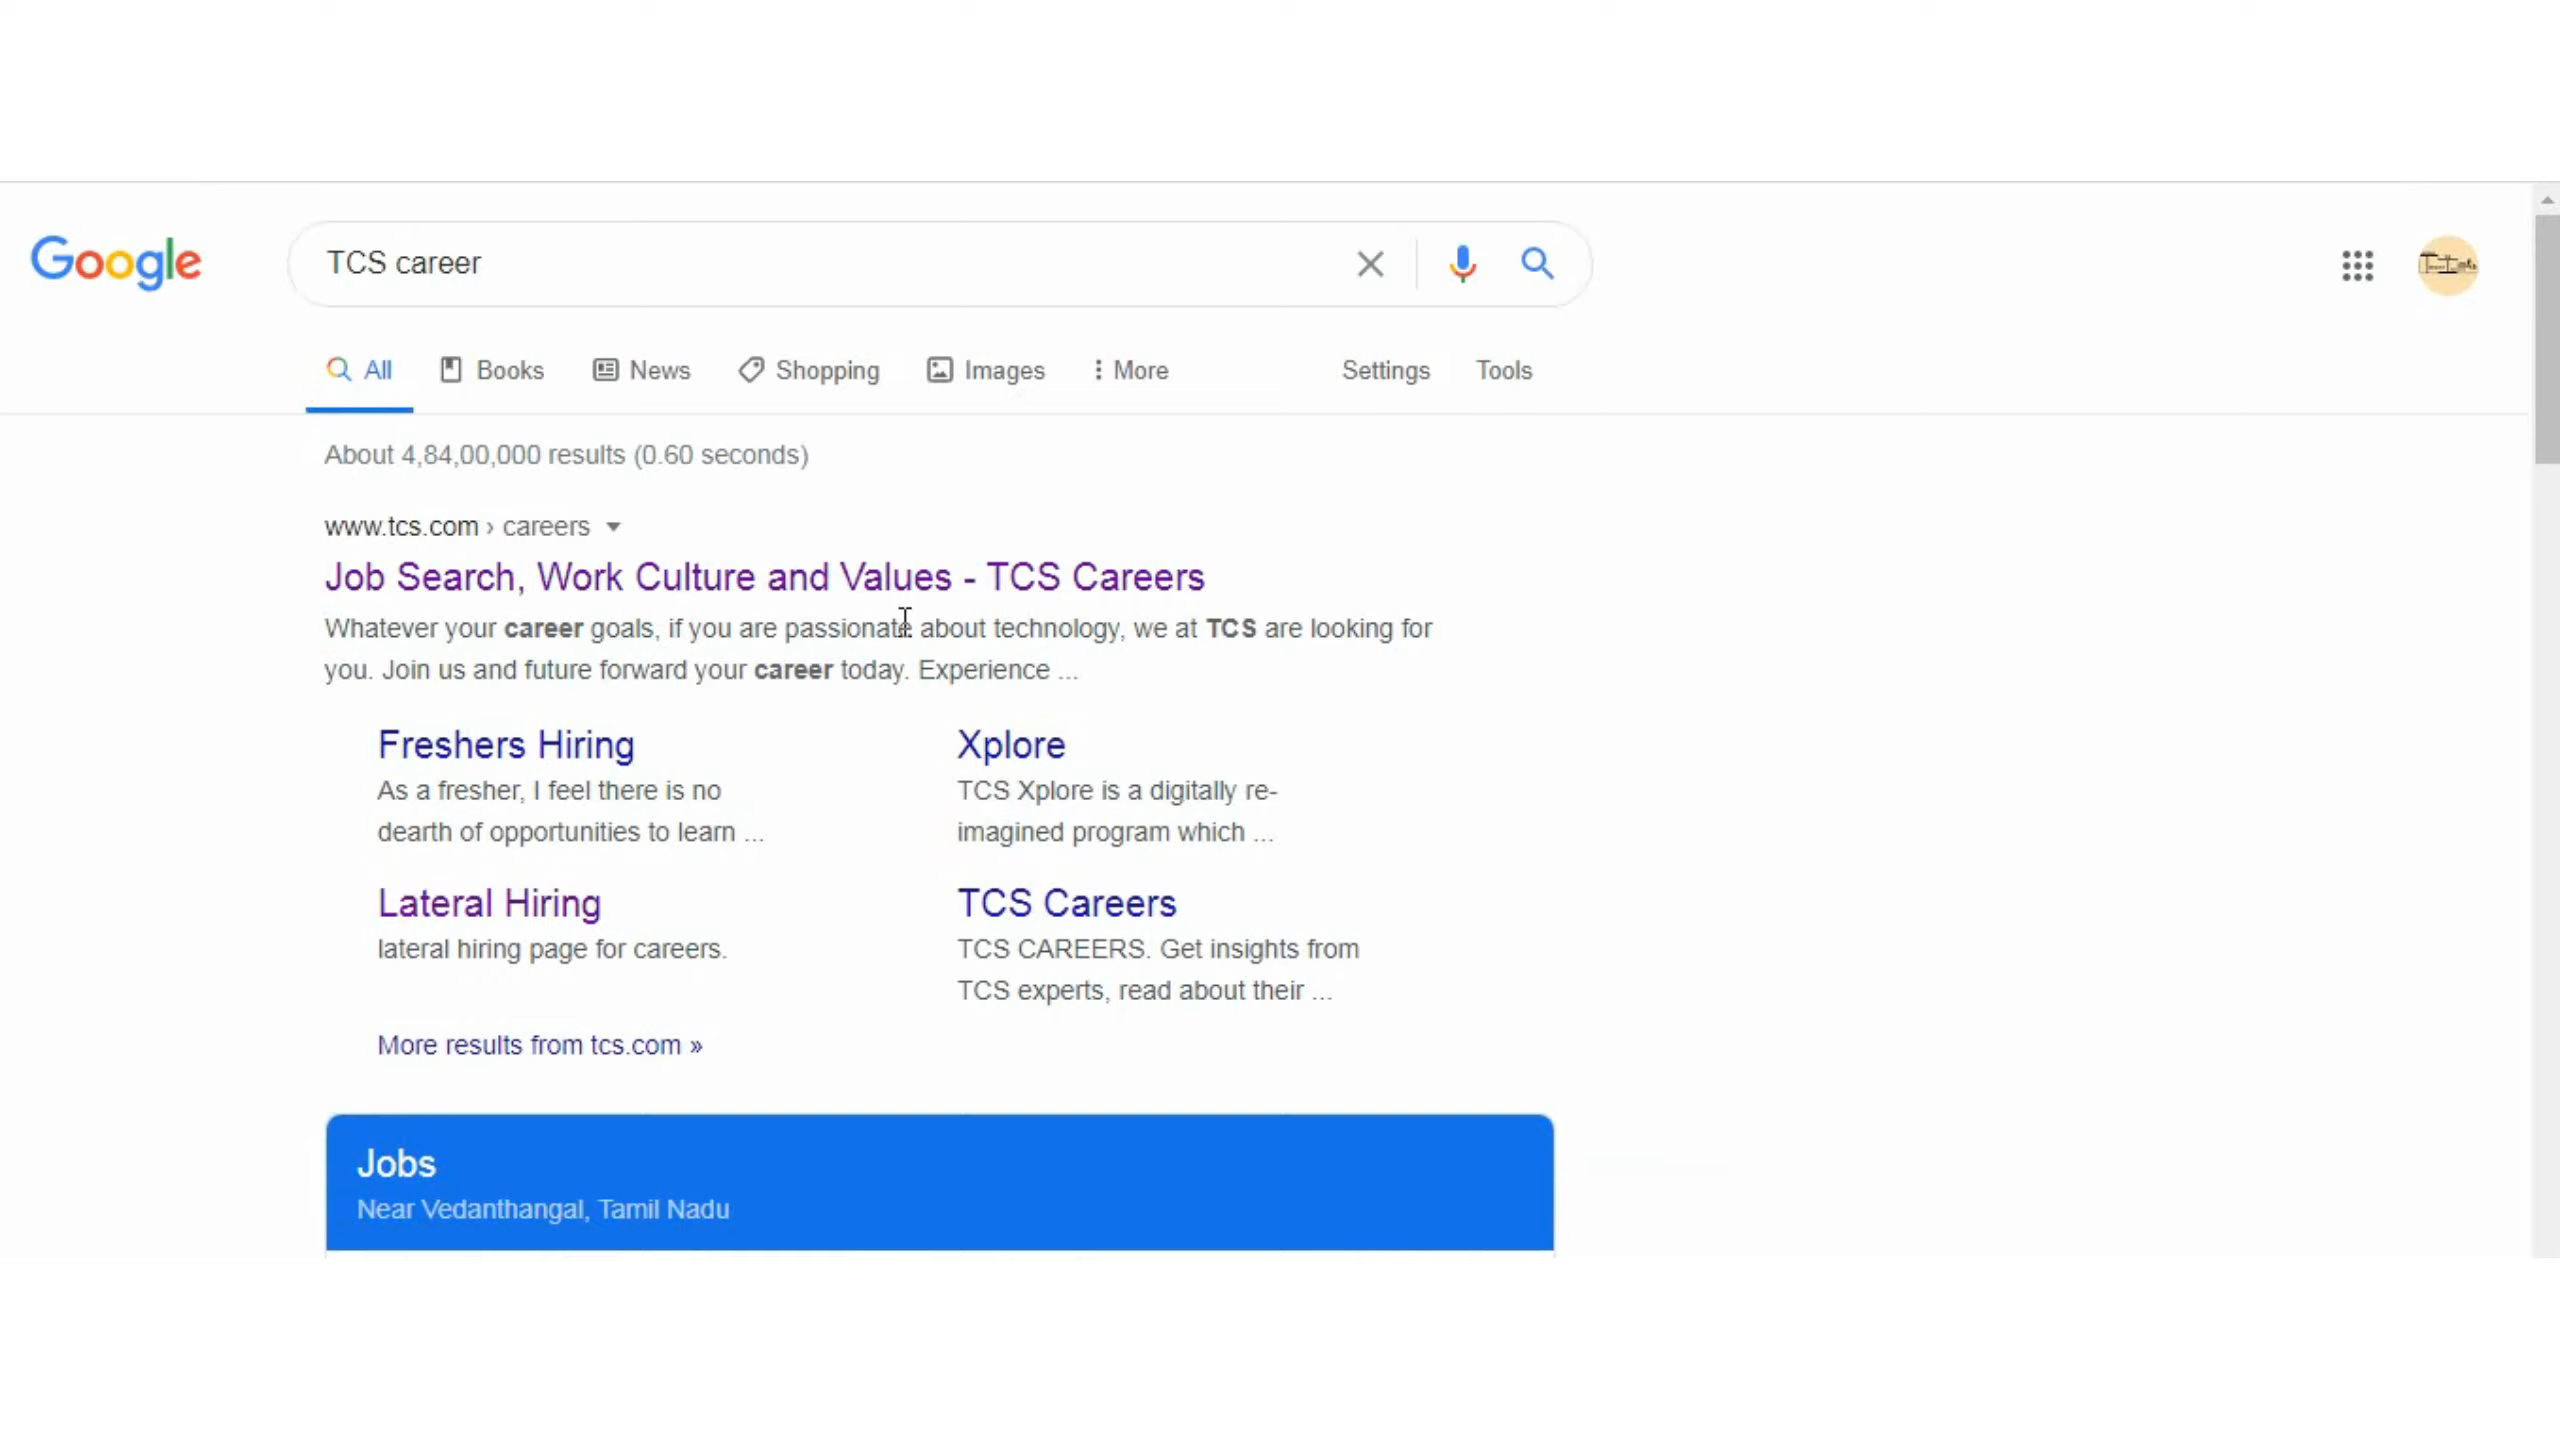 Google
TCS career
All Books News Shopping Images More Settings Tools
About 4,84,00,000 results (0.60 seconds)
www.tcs.com › careers
Job Search, Work Culture and Values - TCS Careers
Whatever your career goals, if you are passionate about technology, we at TCS are looking for
you. Join us and future forward your career today. Experience ...
Freshers Hiring
As a fresher, I feel there is no
dearth of opportunities to learn ...
Xplore
TCS Xplore is a digitally re-
imagined program which ...
Lateral Hiring
lateral hiring page for careers.
TCS Careers
TCS CAREERS. Get insights from
TCS experts, read about their ...
More results from tcs.com »
Jobs
Near Vedanthangal, Tamil Nadu